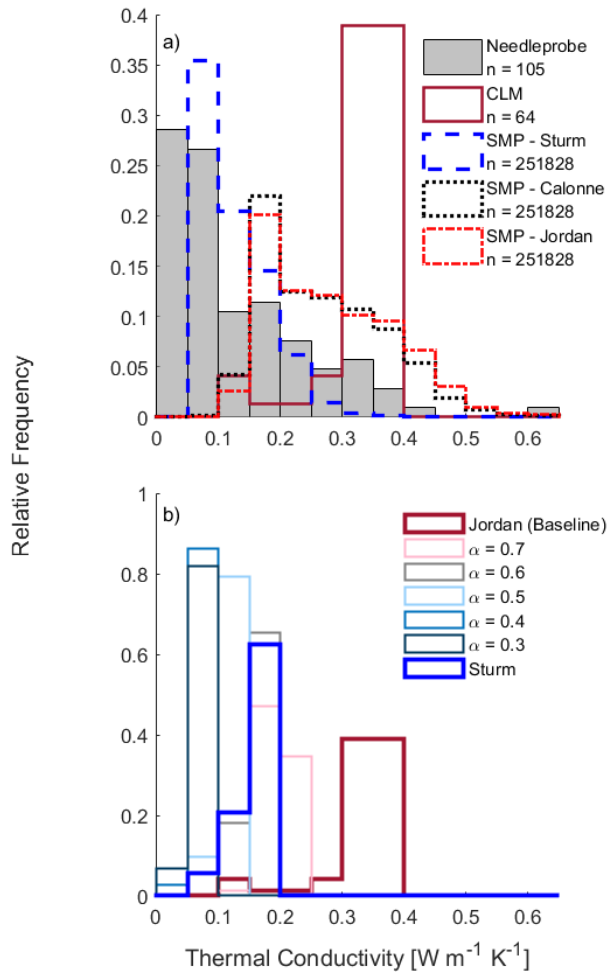 a)
0.4
0.35
0.3
0.25
0.2
0.15
0.1
0.05
0
0 0.1 0.2 0.3 0.4 0.5 0.6
Needleprobe
n = 105
CLM
n = 64
SMP - Sturm
n = 251828
SMP - Calonne
n = 251828
SMP - Jordan
n = 251828
Relative Frequency
b)
1
0.8
0.6
0.4
0.2
0
0 0.1 0.2 0.3 0.4 0.5 0.6
Jordan (Baseline)
α = 0.7
α = 0.6
α = 0.5
α = 0.4
α = 0.3
Sturm
Thermal Conductivity [W m⁻¹ K⁻¹]